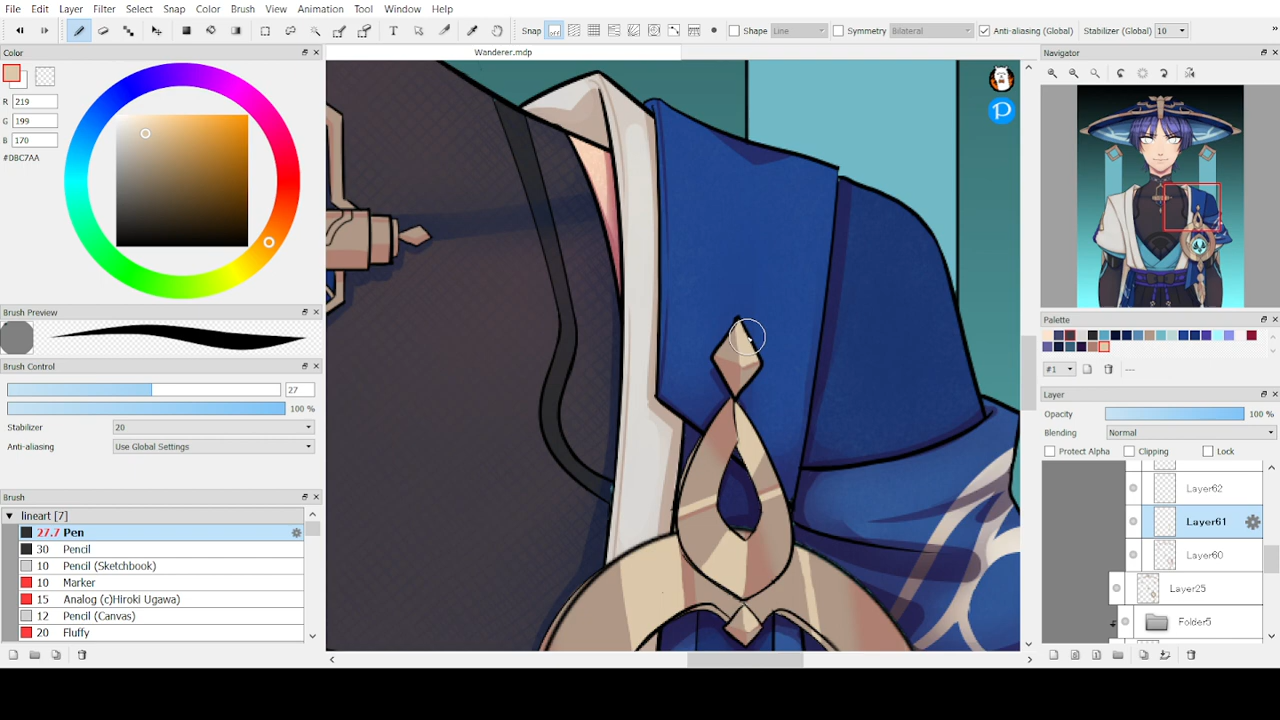 File Edit Layer Filter Select Snap Color Brush View Animation Tool Window Help
Snap Shape Line Symmetry Bilateral Anti-aliasing (Global) Stabilizer (Global) 10
Color
Wanderer.mdp
Navigator
R 219
G 199
B 170
#DBC7AA
Brush Preview
Palette
Brush Control
27
#1 ---
100 %
Layer
Stabilizer 20
Opacity 100 %
Anti-aliasing Use Global Settings
Blending Normal
Protect Alpha Clipping Lock
Layer62
Brush
lineart [7]
Layer61
27.7 Pen
30 Pencil
Layer60
10 Pencil (Sketchbook)
10 Marker
Layer25
15 Analog (c)Hiroki Ugawa)
12 Pencil (Canvas)
Folder5
20 Fluffy